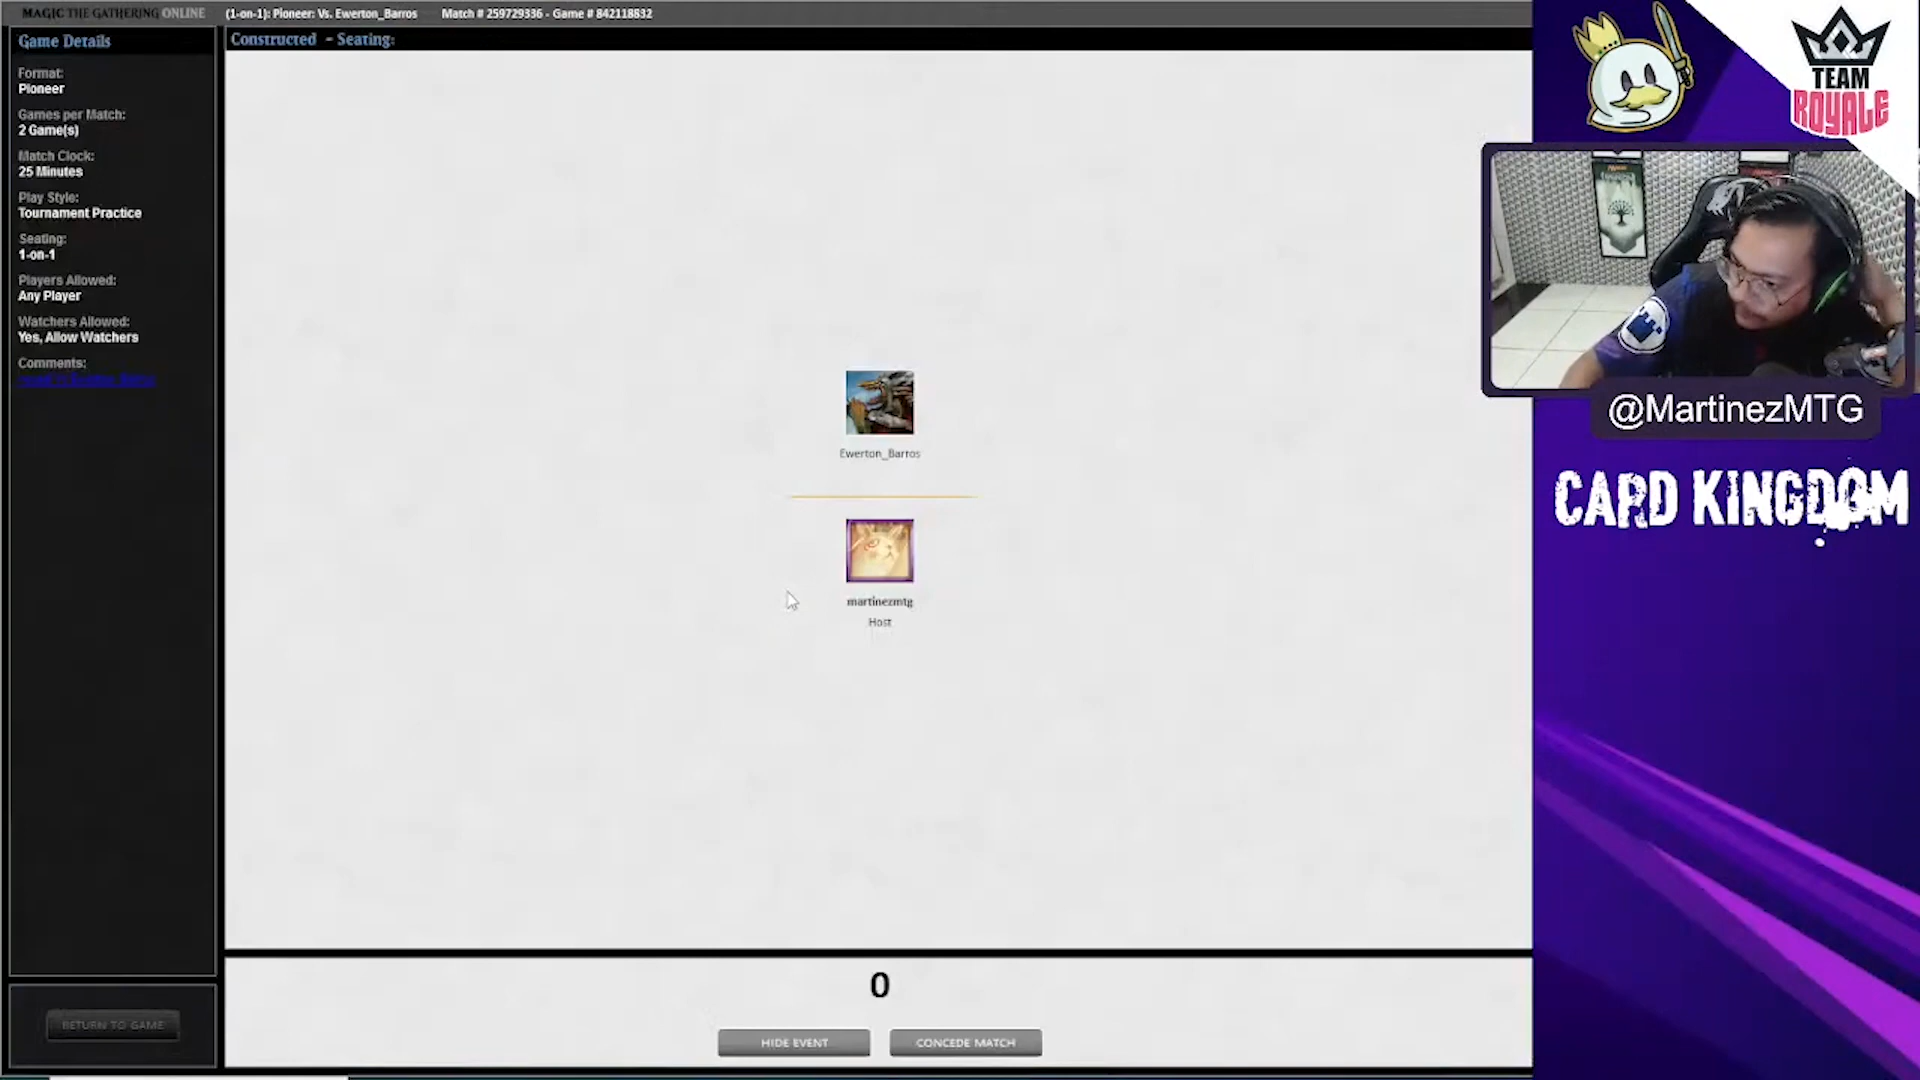 MAGIC THE GATHERING ONLINE
(1-on-1): Pioneer: Vs. Ewerton_Barros Match # 259729336 - Game # 842118832
Game Details
Format:
Pioneer
Games per Match:
2 Game(s)
Match Clock:
25 Minutes
Play Style:
Tournament Practice
Seating:
1-on-1
Players Allowed:
Any Player
Watchers Allowed:
Yes, Allow Watchers
Comments:
RETURN TO GAME
Constructed - Seating:
Ewerton_Barros
martinezmtg
Host
0
HIDE EVENT
CONCEDE MATCH
TEAM
ROYALE
@MartinezMTG
CARD KINGDOM